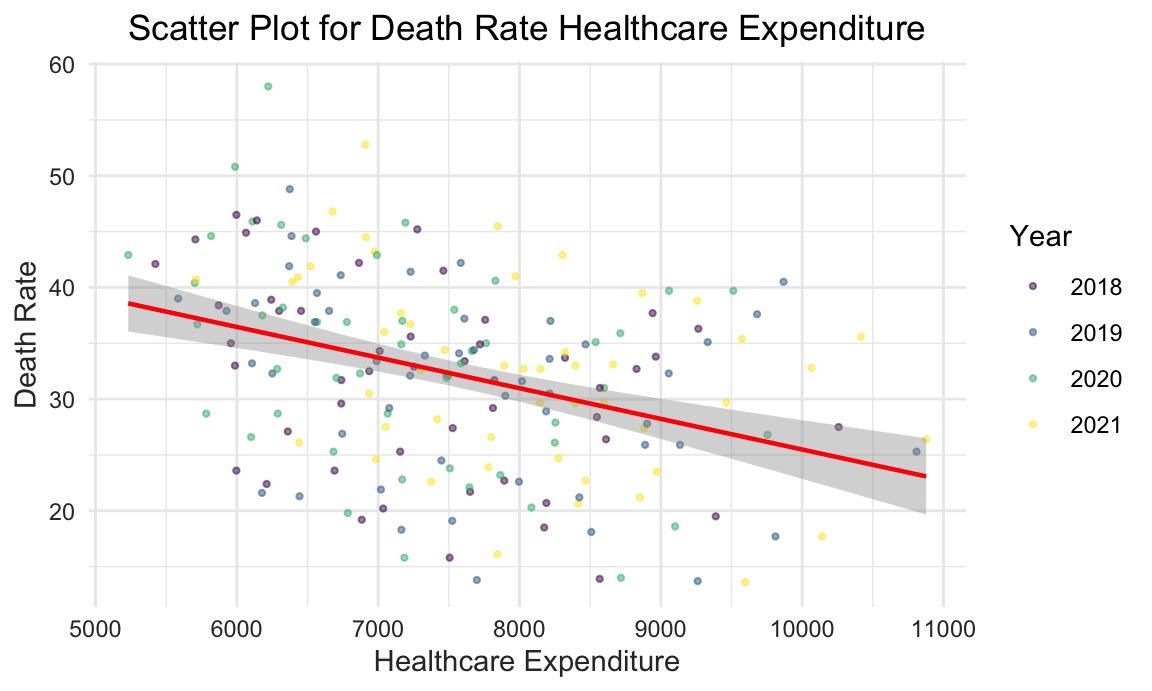 Scatter Plot for Death Rate Healthcare Expenditure
60
50
40
30
20
Death Rate
5000 6000 7000 8000 9000 10000 11000
Healthcare Expenditure
Year
2018
2019
2020
2021